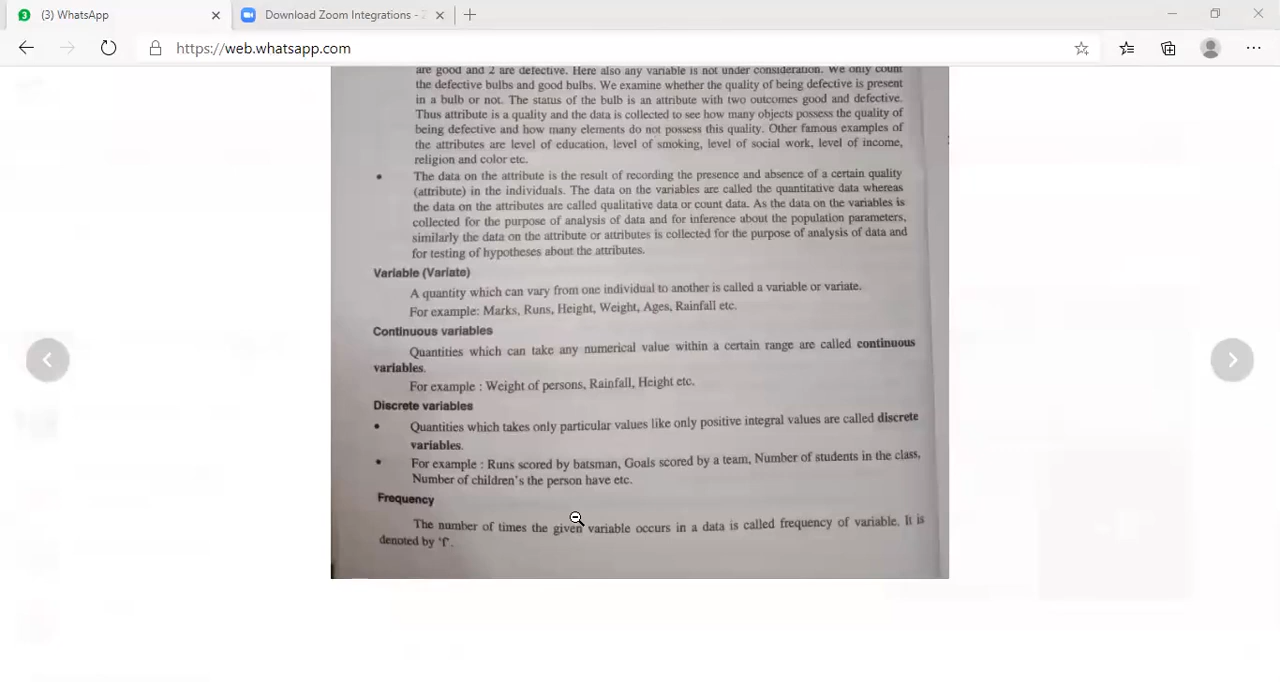 (3) WhatsApp
Download Zoom Integrations -
https://web.whatsapp.com
are good and 2 are defective. Here also any variable is not under consideration. We only count
the defective bulbs and good bulbs. We examine whether the quality of being defective is present
in a bulb or not. The status of the bulb is an attribute with two outcomes good and defective.
Thus attribute is a quality and the data is collected to see how many objects possess the quality of
being defective and how many elements do not possess this quality. Other famous examples of
the attributes are level of education, level of smoking, level of social work, level of income,
religion and color etc.
• The data on the attribute is the result of recording the presence and absence of a certain quality
(attribute) in the individuals. The data on the variables are called the quantitative data whereas
the data on the attributes are called qualitative data or count data. As the data on the variables is
collected for the purpose of analysis of data and for inference about the population parameters,
similarly the data on the attribute or attributes is collected for the purpose of analysis of data and
for testing of hypotheses about the attributes.
Variable (Variate)
A quantity which can vary from one individual to another is called a variable or variate.
For example: Marks, Runs, Height, Weight, Ages, Rainfall etc.
Continuous variables
Quantities which can take any numerical value within a certain range are called continuous
variables.
For example : Weight of persons, Rainfall, Height etc.
Discrete variables
• Quantities which takes only particular values like only positive integral values are called discrete
variables.
• For example : Runs scored by batsman, Goals scored by a team, Number of students in the class,
Number of children's the person have etc.
Frequency
The number of times the given variable occurs in a data is called frequency of variable. It is
denoted by 'f'.